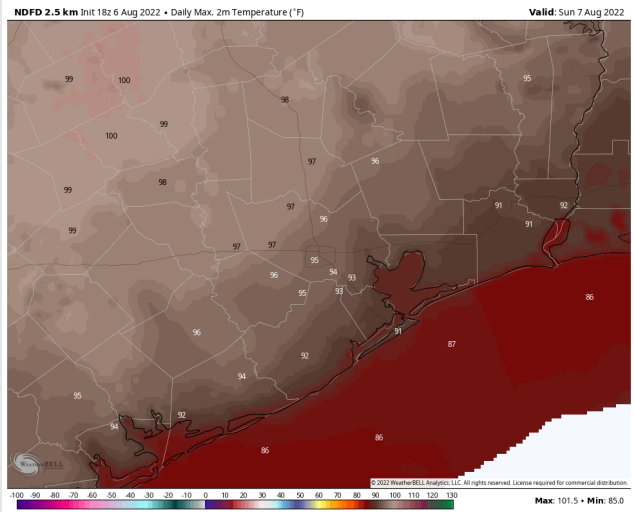 NDFD 2.5 km Init 18z 6 Aug 2022 • Daily Max. 2m Temperature (°F)
Valid: Sun 7 Aug 2022
99 100 95
98
99
100
97 96
98
99
97 91 92
96 91
99
97 97
95
96 94 93
95 93 86
96 91
87
92
94
95
92
94
86 86
WeatherBELL
© 2022 WeatherBELL Analytics, LLC. All rights reserved. License required for commercial distribution.
-100 -90 -80 -70 -60 -50 -40 -30 -20 -10 0 10 20 30 40 50 60 70 80 90 100 110 120 130
Max: 101.5 • Min: 85.0